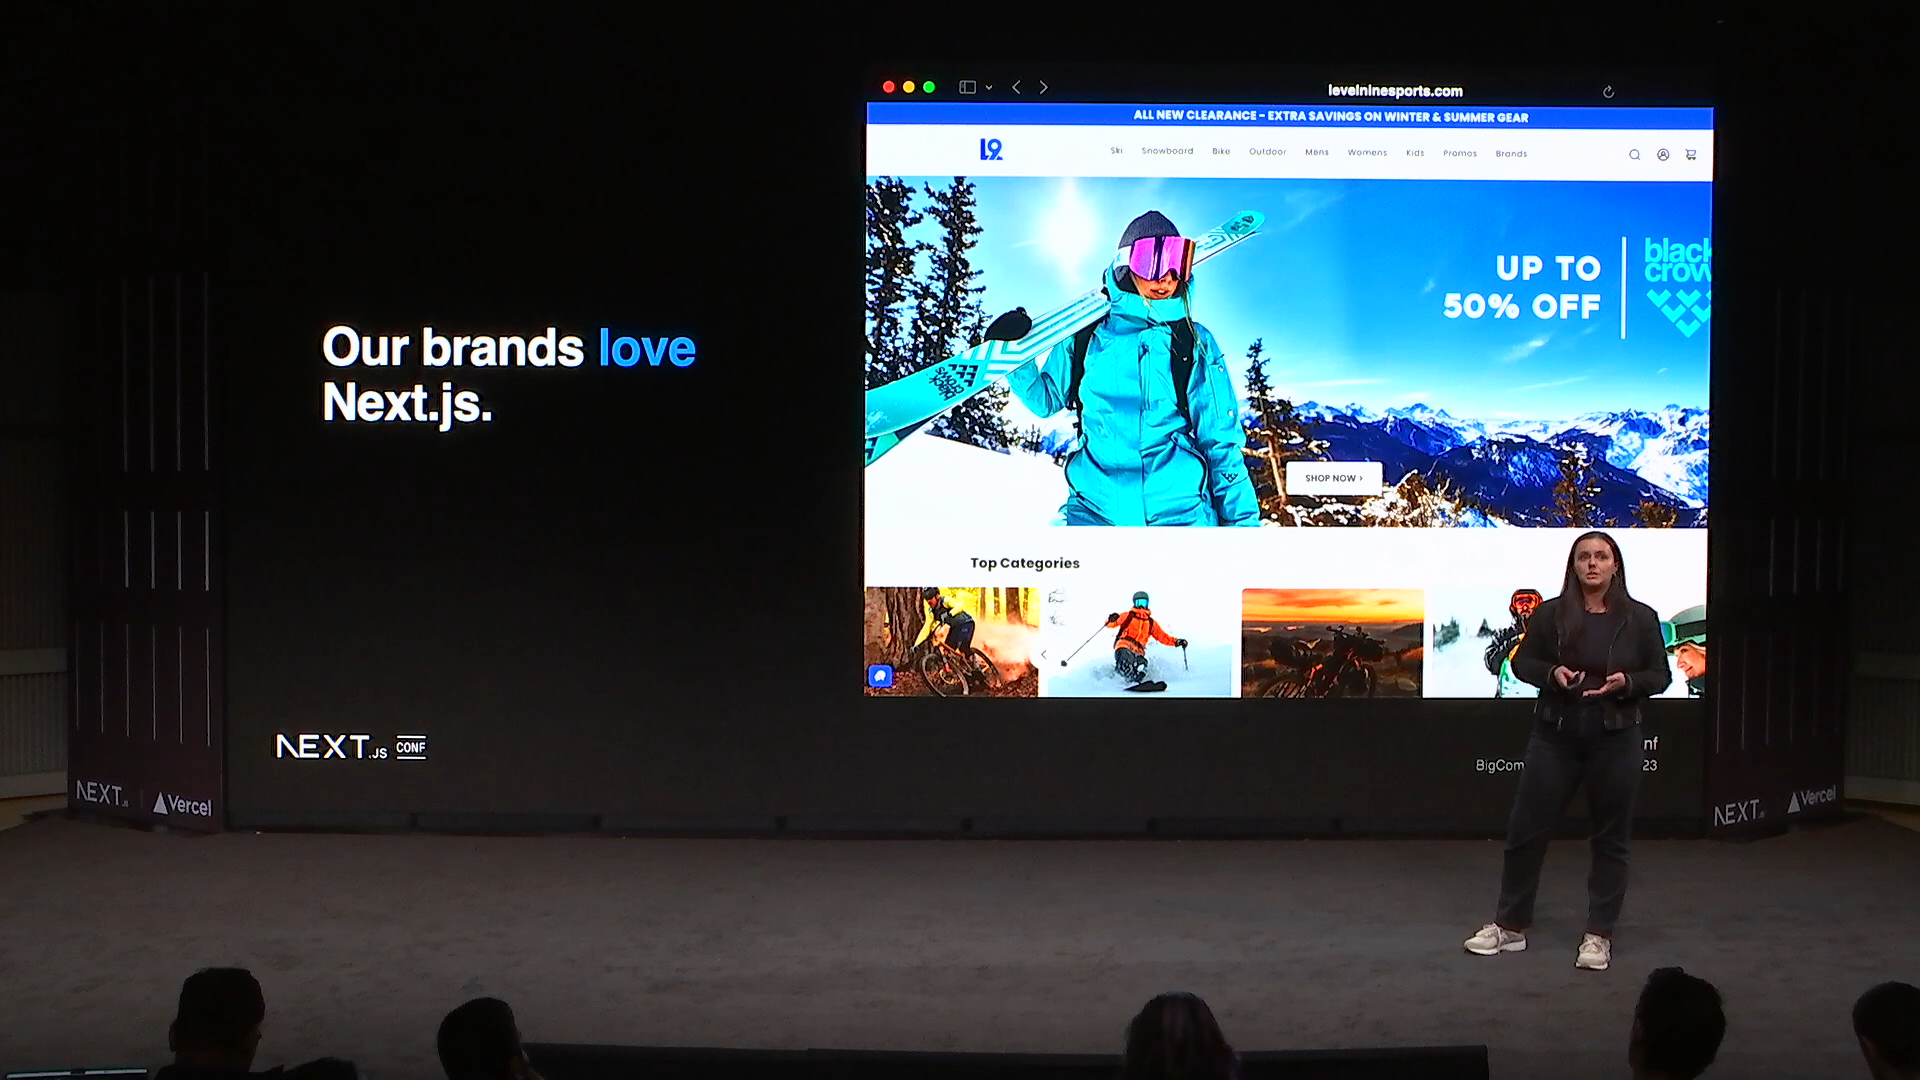 levelninesports.com
ALL NEW CLEARANCE - EXTRA SAVINGS ON WINTER & SUMMER GEAR
L9
Ski Snowboard Bike Outdoor Mens Womens Kids Promos Brands
UP TO
50% OFF
black
crow
Our brands love
Next.js.
SHOP NOW ›
Top Categories
NEXT.JS CONF
nf
BigCom
23
NEXT.JS
Vercel
NEXT.JS
Vercel